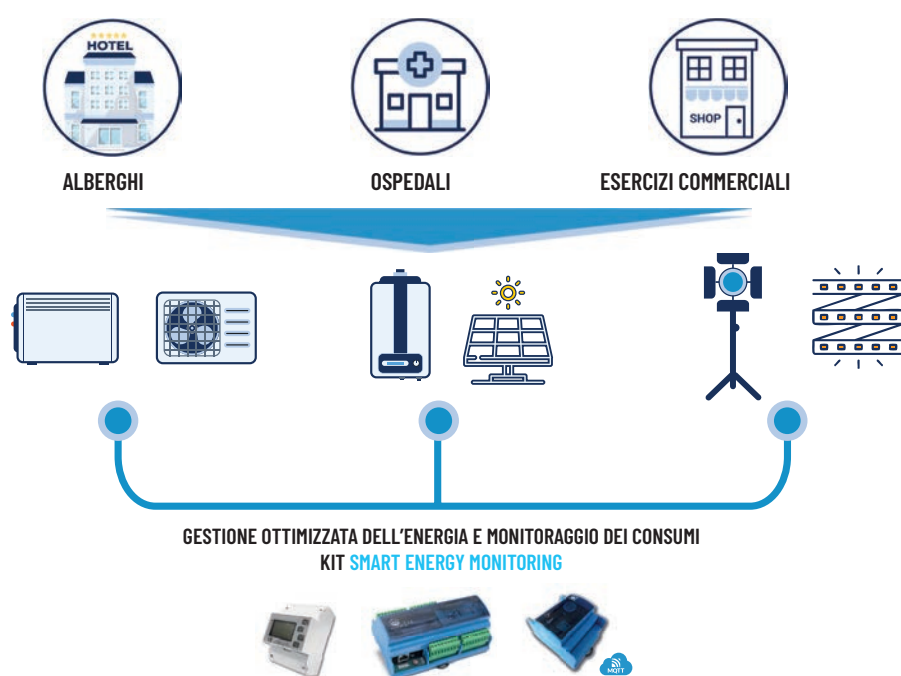 HOTEL
SHOP
ALBERGHI
OSPEDALI
ESERCIZI COMMERCIALI
GESTIONE OTTIMIZZATA DELL'ENERGIA E MONITORAGGIO DEI CONSUMI
KIT SMART ENERGY MONITORING
MQTT